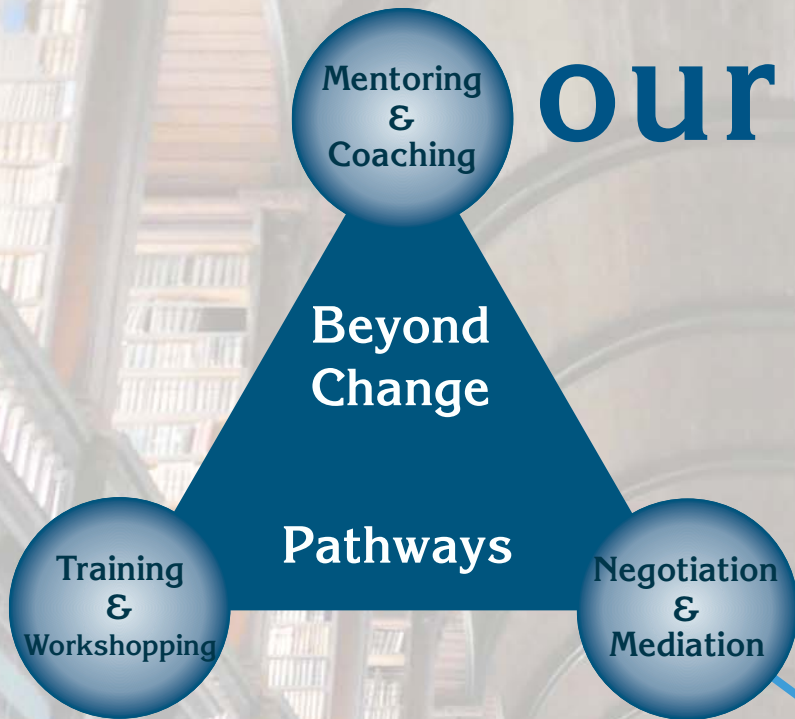 Mentoring
&
Coaching
our
Beyond
Change
Pathways
Training
&
Workshopping
Negotiation
&
Mediation